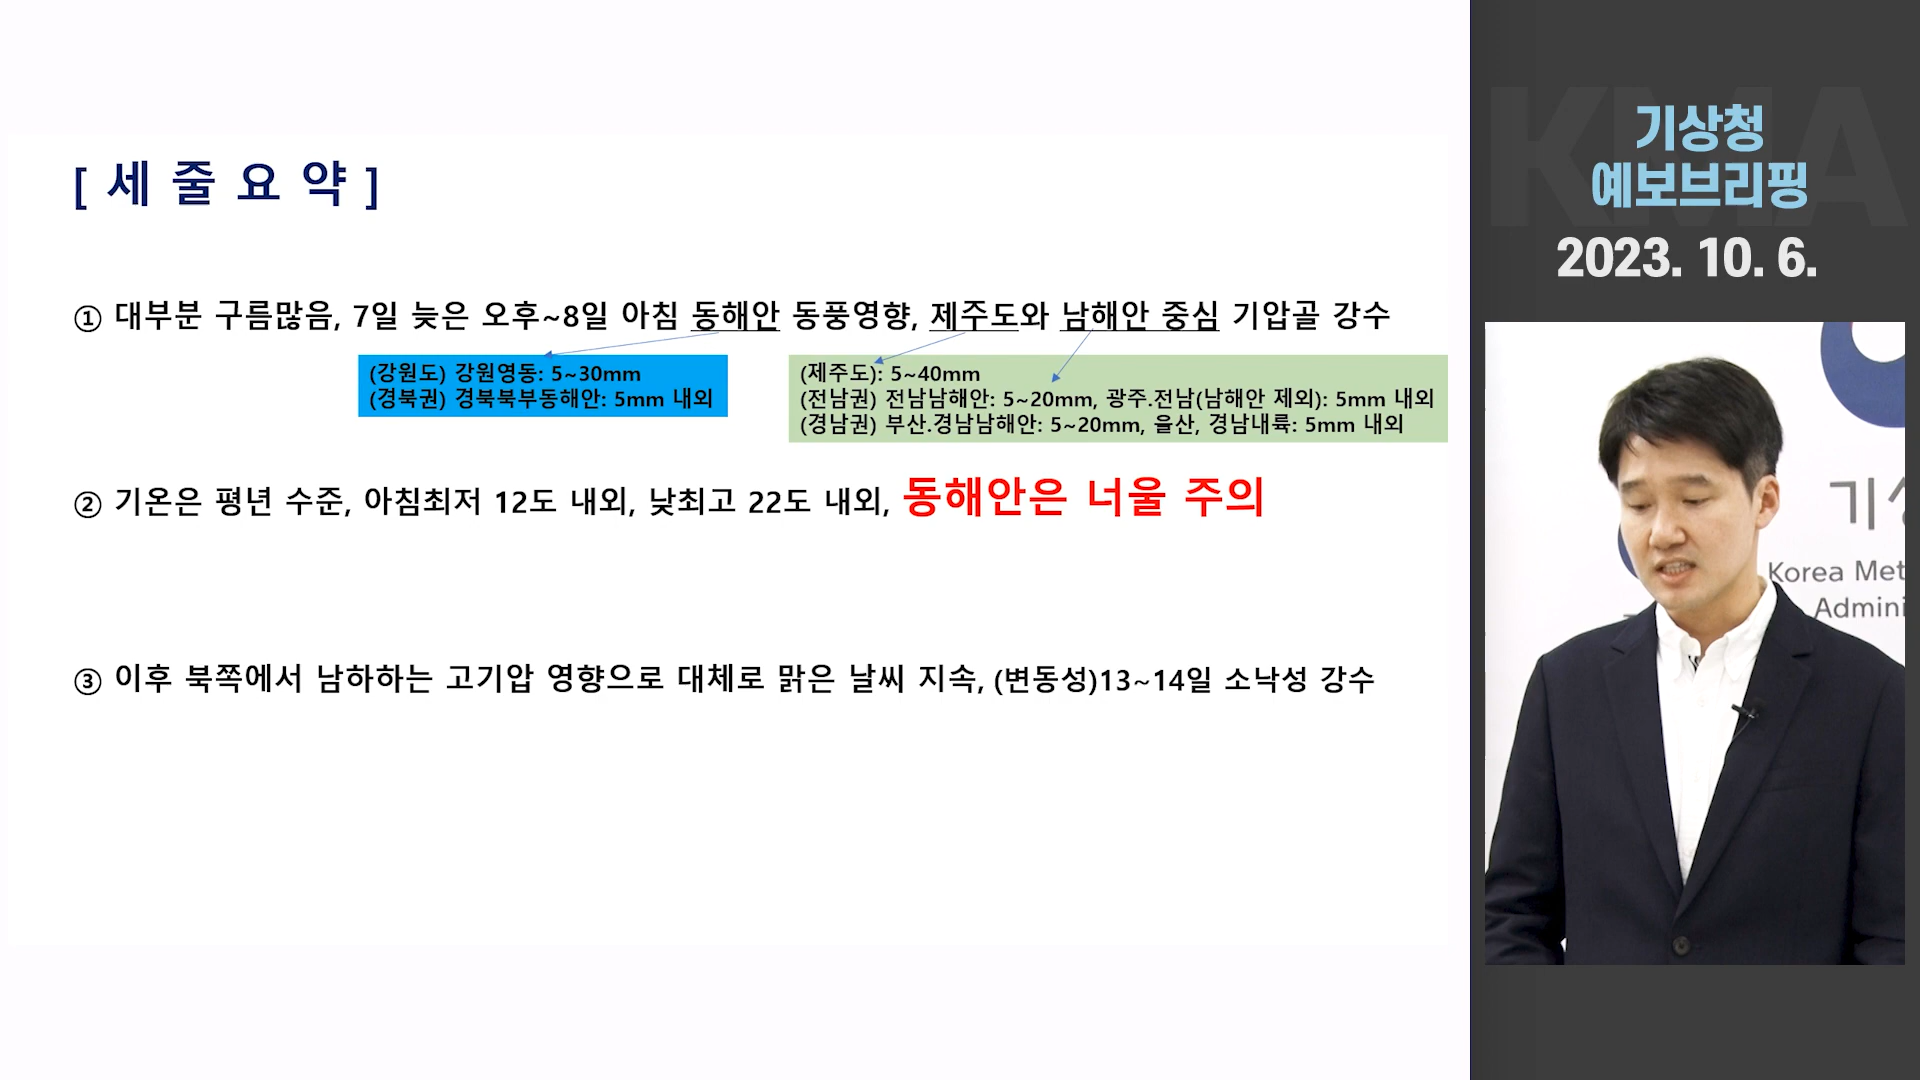 [ 세 줄 요 약 ]
① 대부분 구름많음, 7일 늦은 오후~8일 아침 동해안 동풍영향, 제주도와 남해안 중심 기압골 강수
(강원도) 강원영동: 5~30mm
(경북권) 경북북부동해안: 5mm 내외
(제주도): 5~40mm
(전남권) 전남남해안: 5~20mm, 광주.전남(남해안 제외): 5mm 내외
(경남권) 부산.경남남해안: 5~20mm, 울산, 경남내륙: 5mm 내외
② 기온은 평년 수준, 아침최저 12도 내외, 낮최고 22도 내외, 동해안은 너울 주의
③ 이후 북쪽에서 남하하는 고기압 영향으로 대체로 맑은 날씨 지속, (변동성)13~14일 소낙성 강수
KMA
기상청
예보브리핑
2023. 10. 6.
기상
Korea Met
Admini